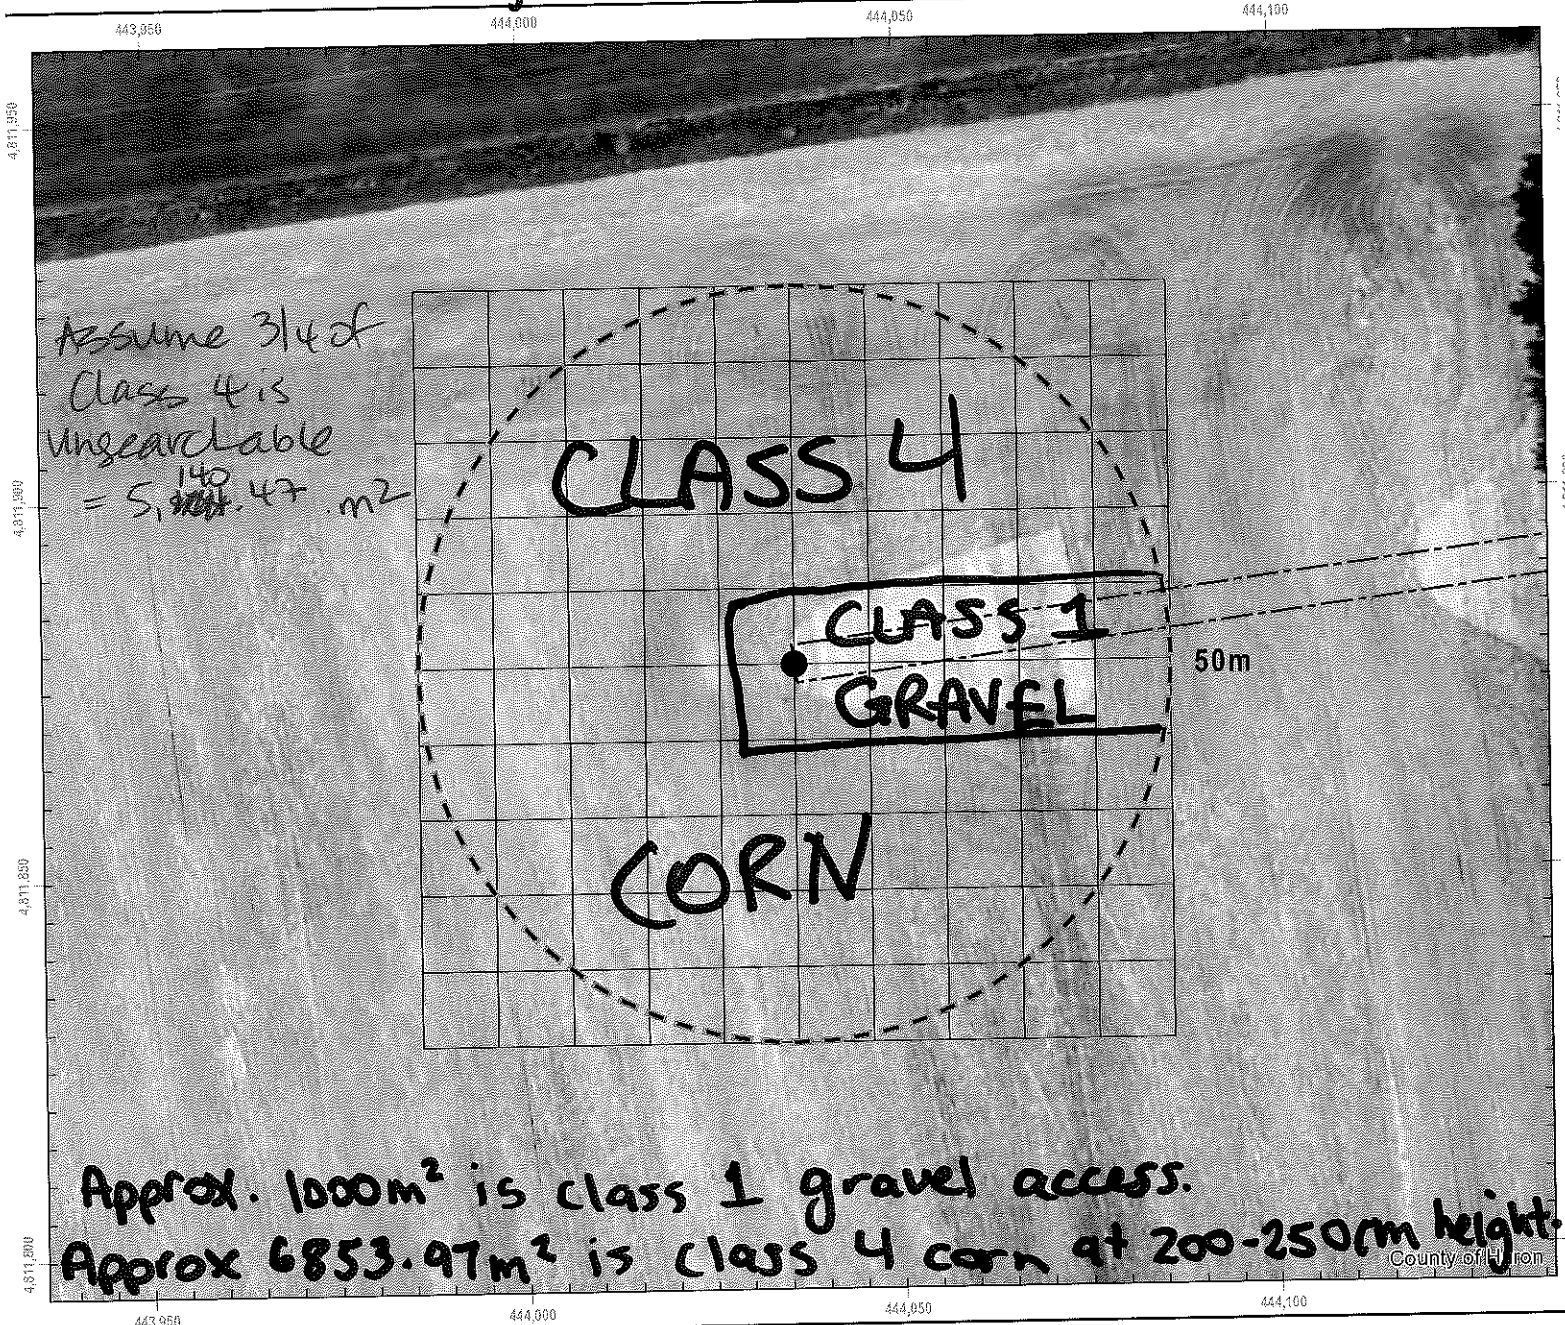 443,950 444,000 444,050 444,100
4,811,950
Assume 3/4 of
Class 4 is
unsearchable
140
= 5, .47 m²
4,811,900
CLASS 4
CLASS 1
GRAVEL
50m
CORN
4,811,850
Approx. 1000m² is class 1 gravel access.
Approx 6853.97m² is class 4 corn at 200-250cm height.
4,811,800
County of Huron
443,950 444,000 444,050 444,100